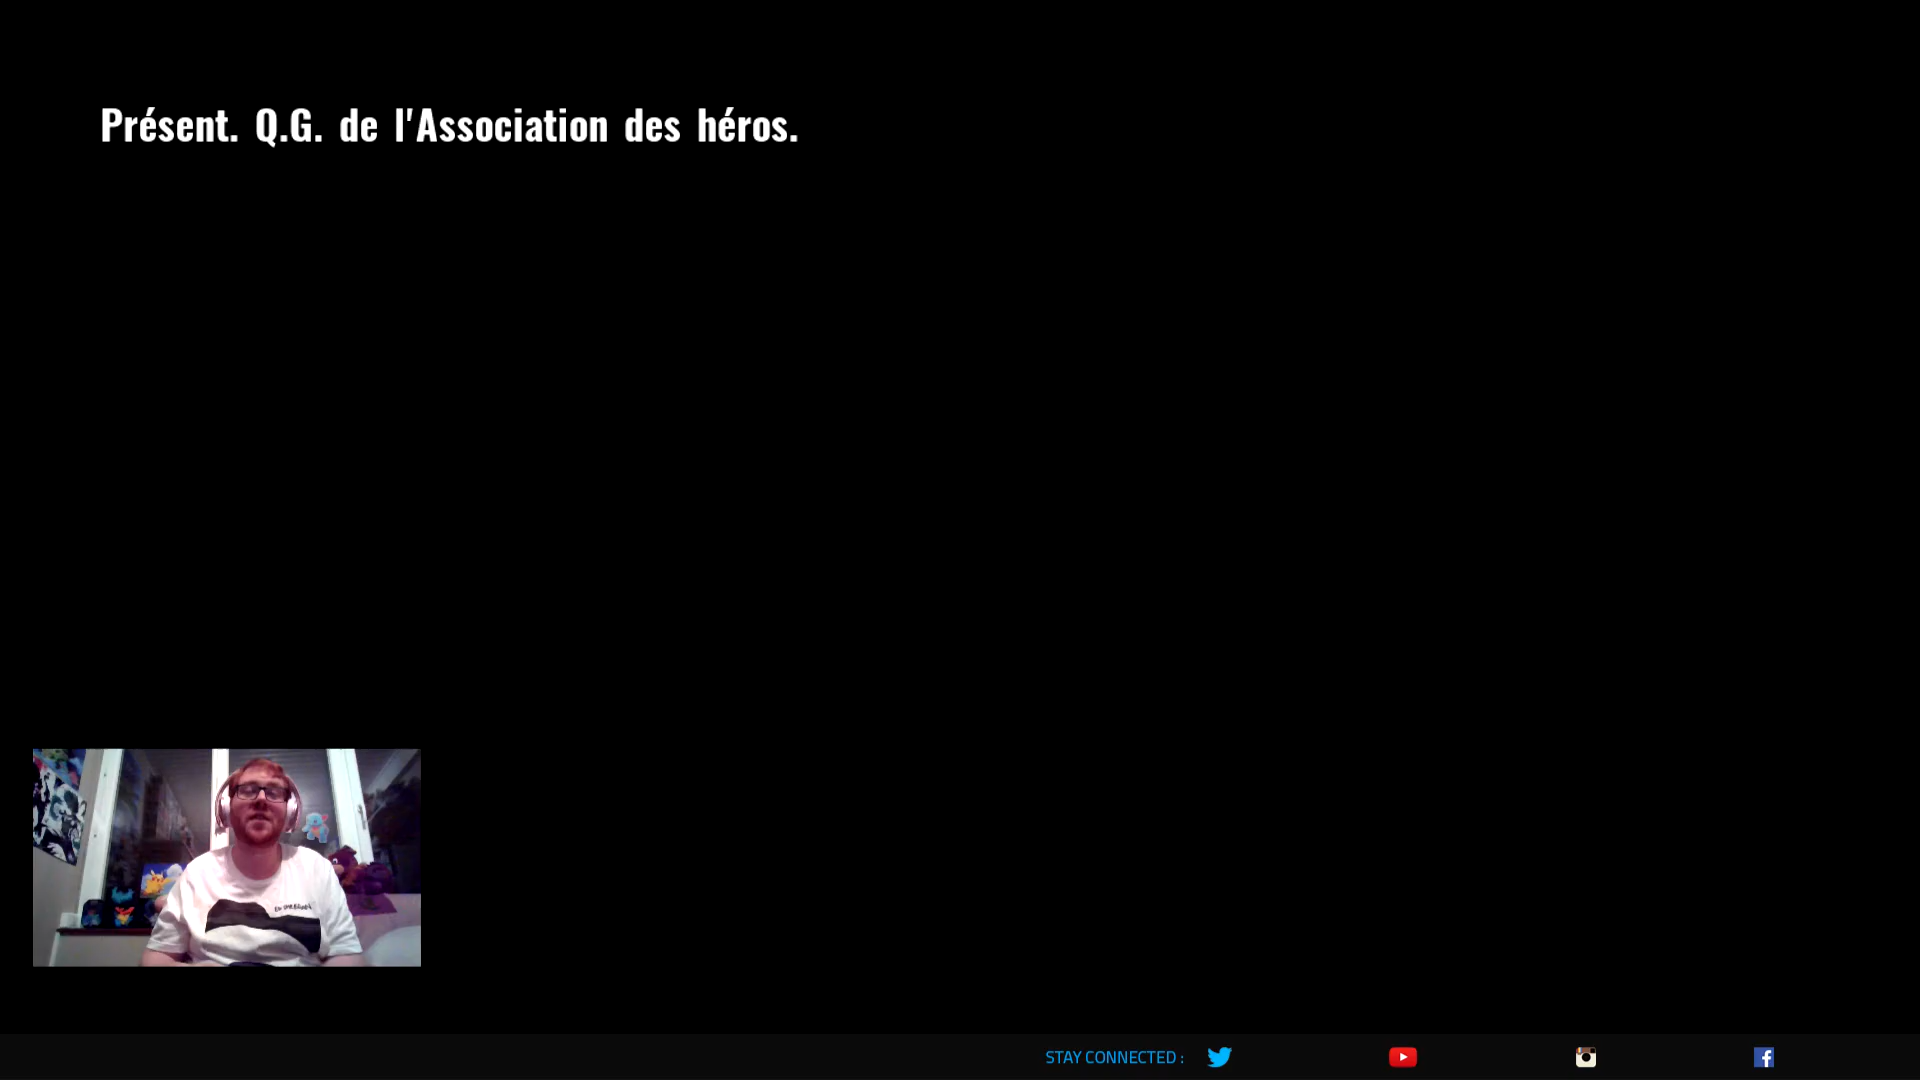 Présent. Q.G. de l'Association des héros.
STAY CONNECTED :